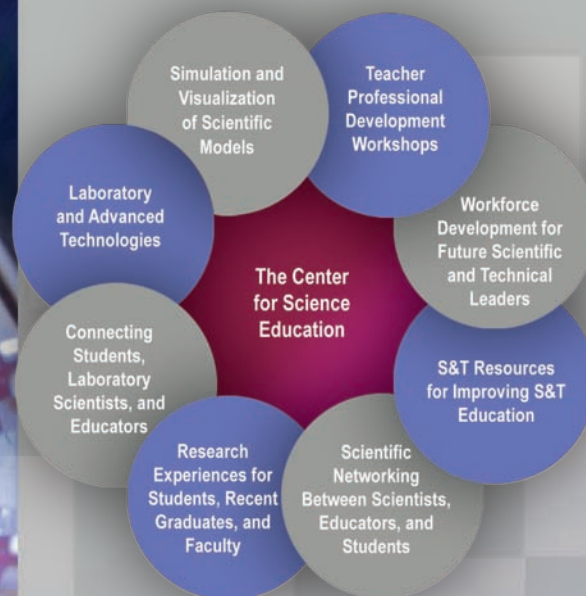 Simulation and
Visualization
of Scientific
Models
Teacher
Professional
Development
Workshops
Laboratory
and Advanced
Technologies
Workforce
Development for
Future Scientific
and Technical
Leaders
The Center
for Science
Education
Connecting
Students,
Laboratory
Scientists, and
Educators
S&T Resources
for Improving S&T
Education
Research
Experiences for
Students, Recent
Graduates, and
Faculty
Scientific
Networking
Between Scientists,
Educators, and
Students